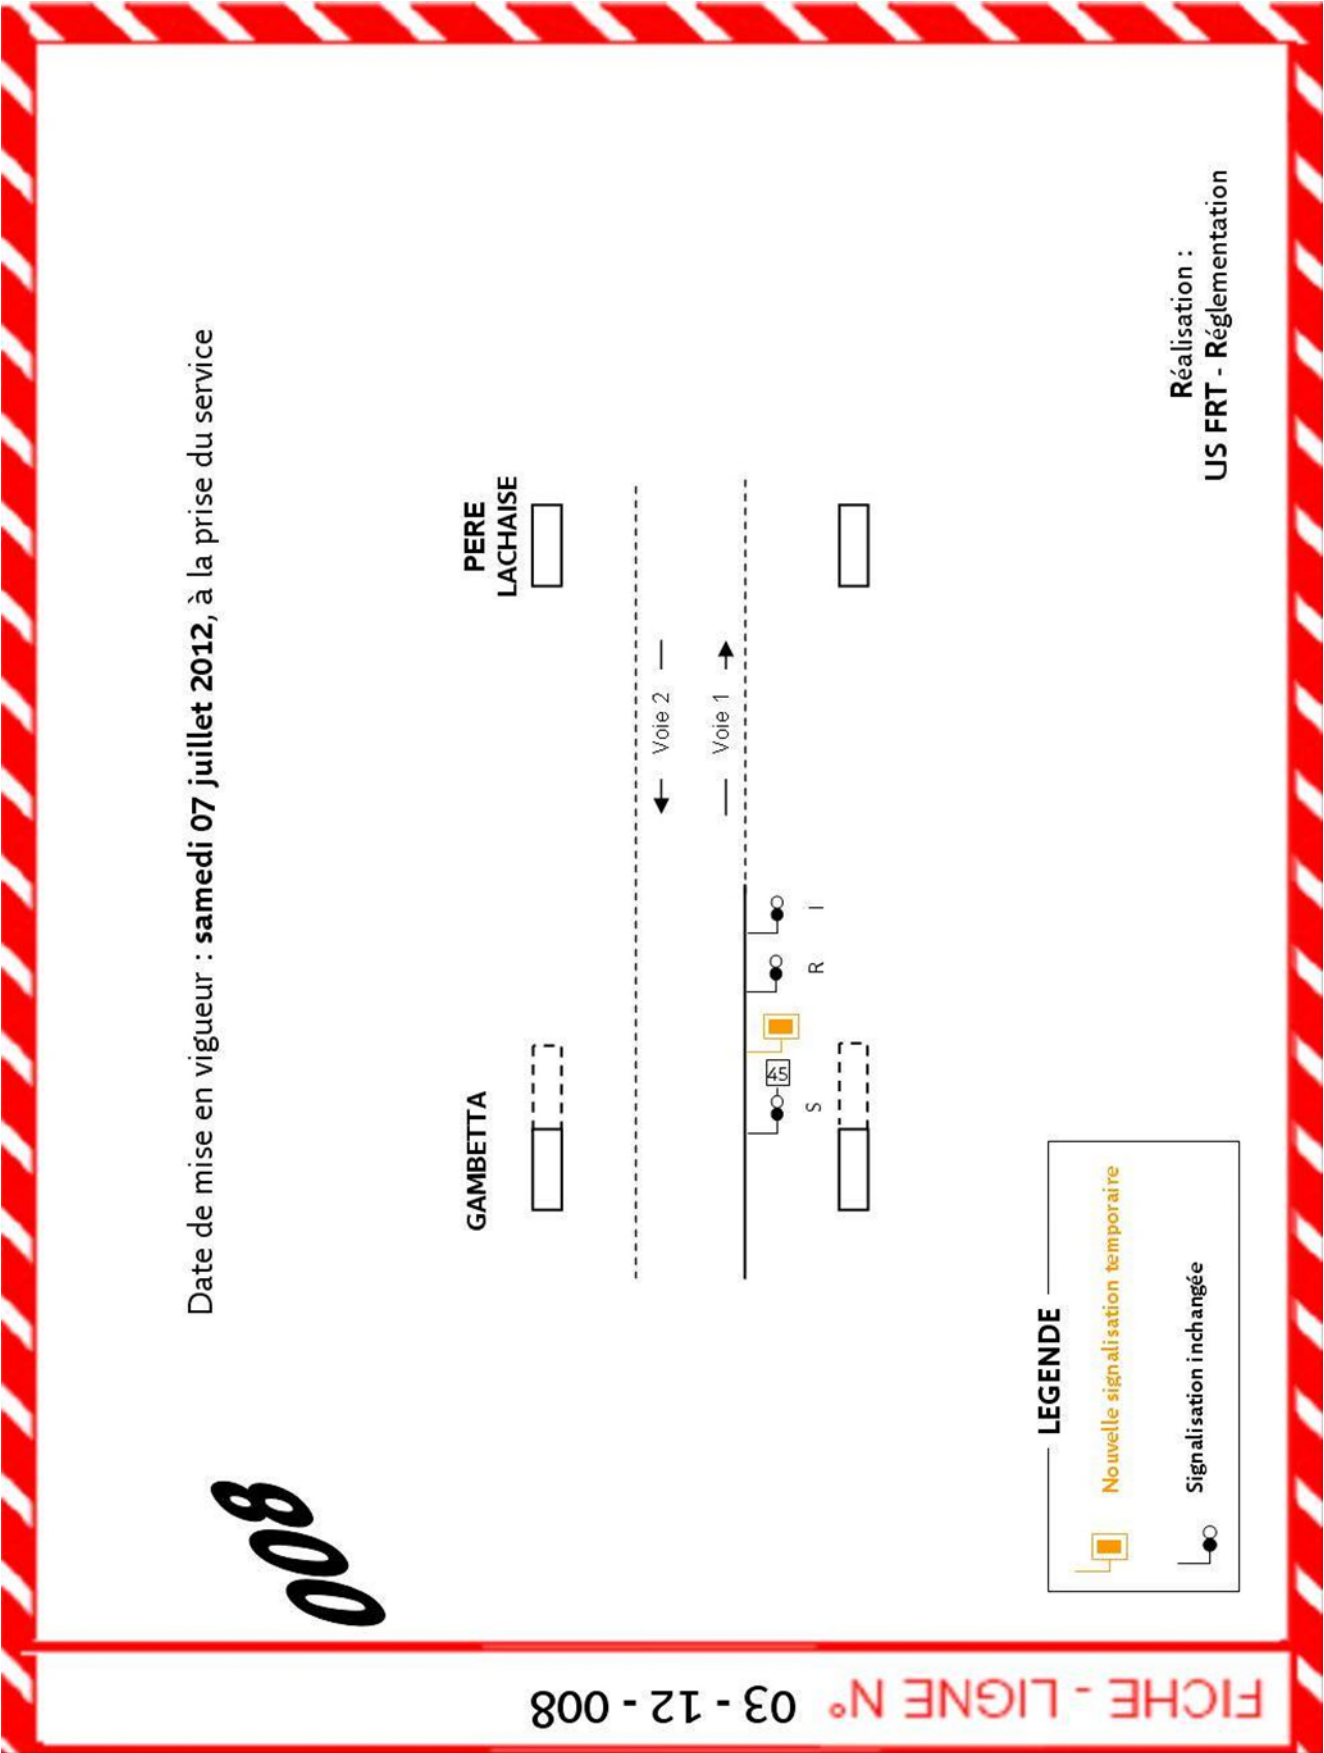 FICHE - LIGNE N° 03 - 12 - 008
008
Date de mise en vigueur : samedi 07 juillet 2012, à la prise du service
GAMBETTA
PERE
LACHAISE
Voie 2
Voie 1
45
S
R
I
LEGENDE
Nouvelle signalisation temporaire
Signalisation inchangée
Réalisation :
US FRT - Réglementation